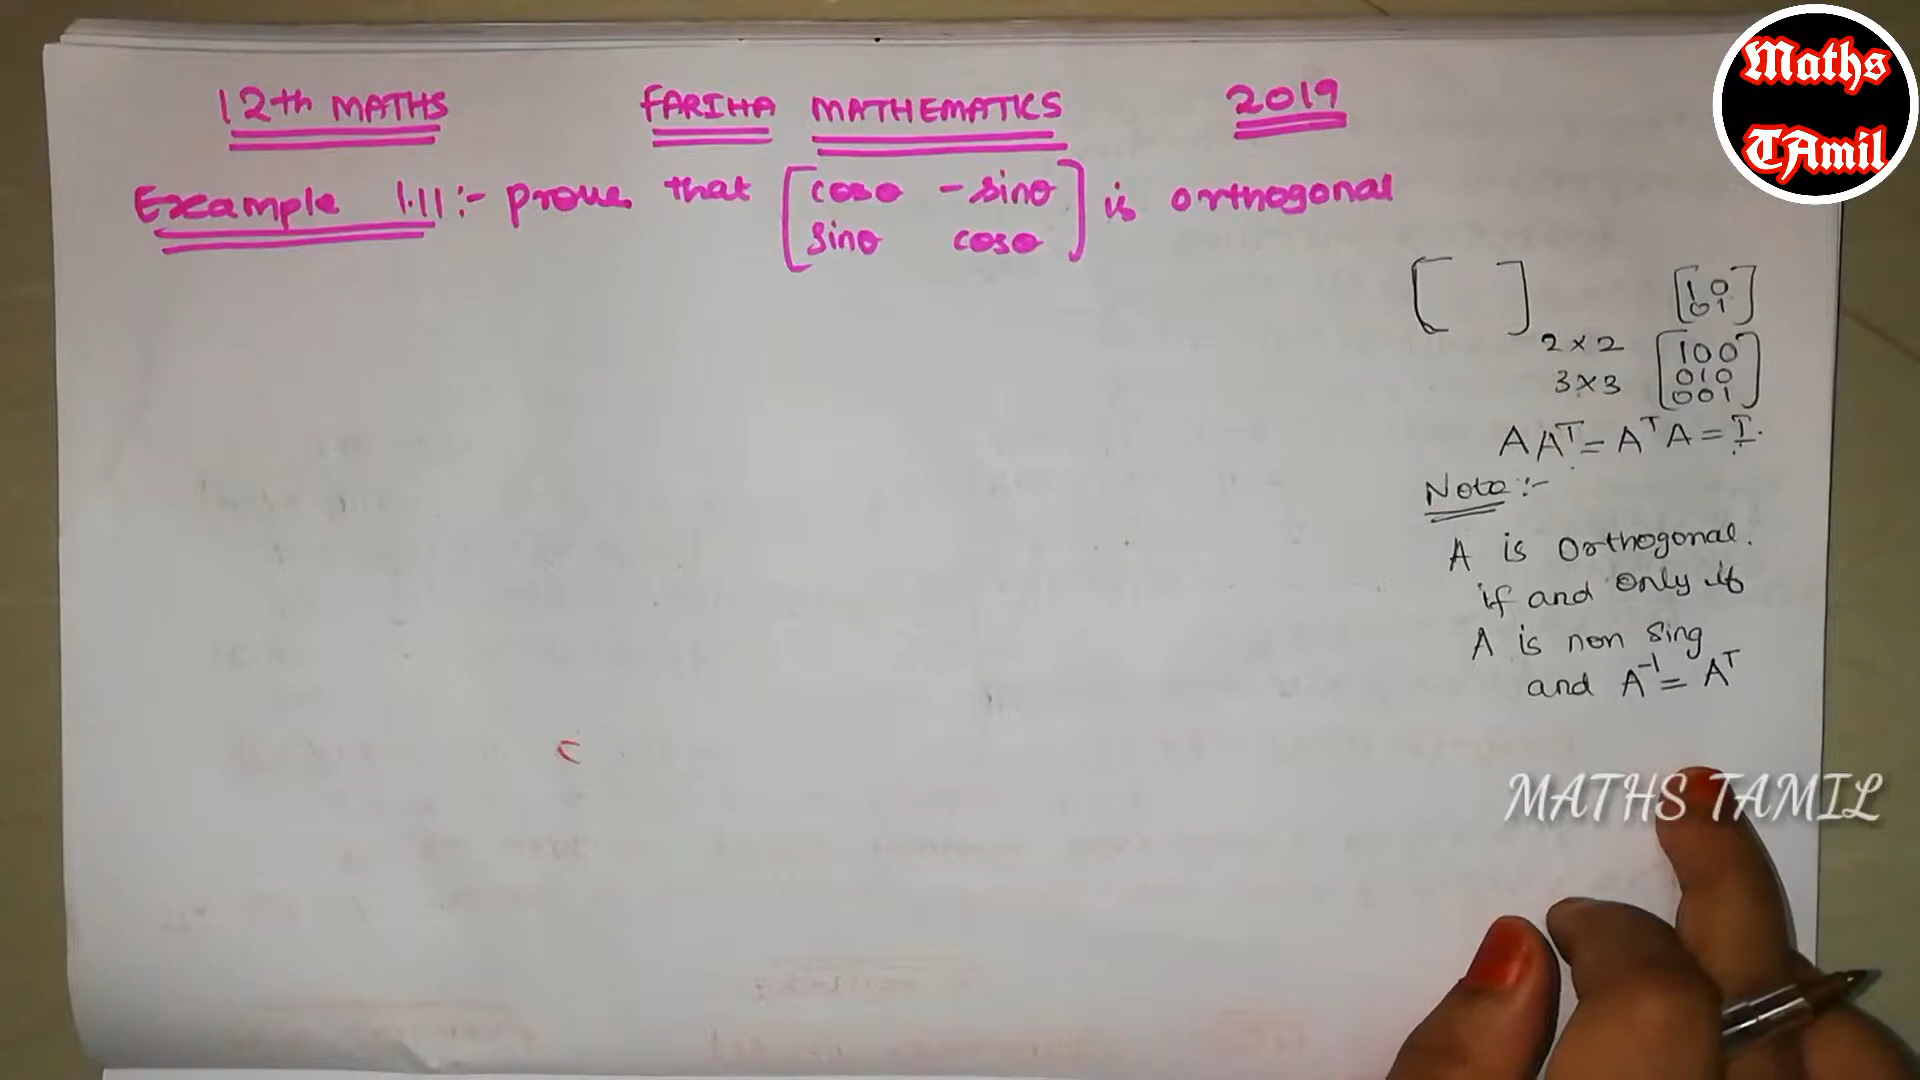 12th MATHS FARIHA MATHEMATICS 2019
Example 1.11:- prove that [cosθ -sinθ] is orthogonal
[sinθ cosθ]
[ ] 2×2 [1 0
0 1]
3×3 [1 0 0
0 1 0
0 0 1]
A Aᵀ = Aᵀ A = I.
Note :-
A is Orthogonal.
if and only if
A is non sing
and A⁻¹ = Aᵀ
Maths
TAmil
MATHS TAMIL